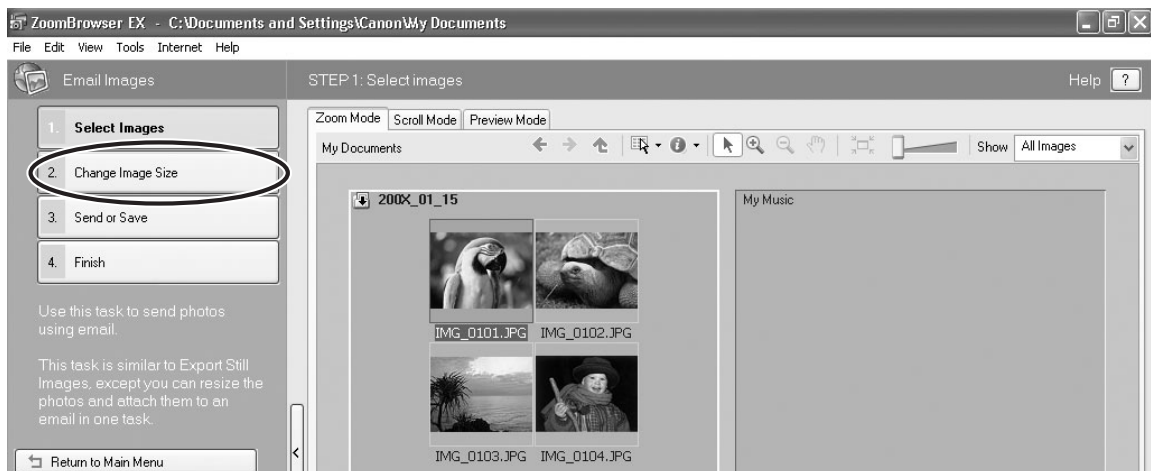 ZoomBrowser EX - C:\Documents and Settings\Canon\My Documents
File Edit View Tools Internet Help
Email Images
STEP 1: Select images
Help ?
1. Select Images
2. Change Image Size
3. Send or Save
4. Finish
Use this task to send photos
using email.
This task is similar to Export Still
Images, except you can resize the
photos and attach them to an
email in one task.
Return to Main Menu
Zoom Mode Scroll Mode Preview Mode
My Documents
Show All Images
200X_01_15
IMG_0101.JPG IMG_0102.JPG
IMG_0103.JPG IMG_0104.JPG
My Music